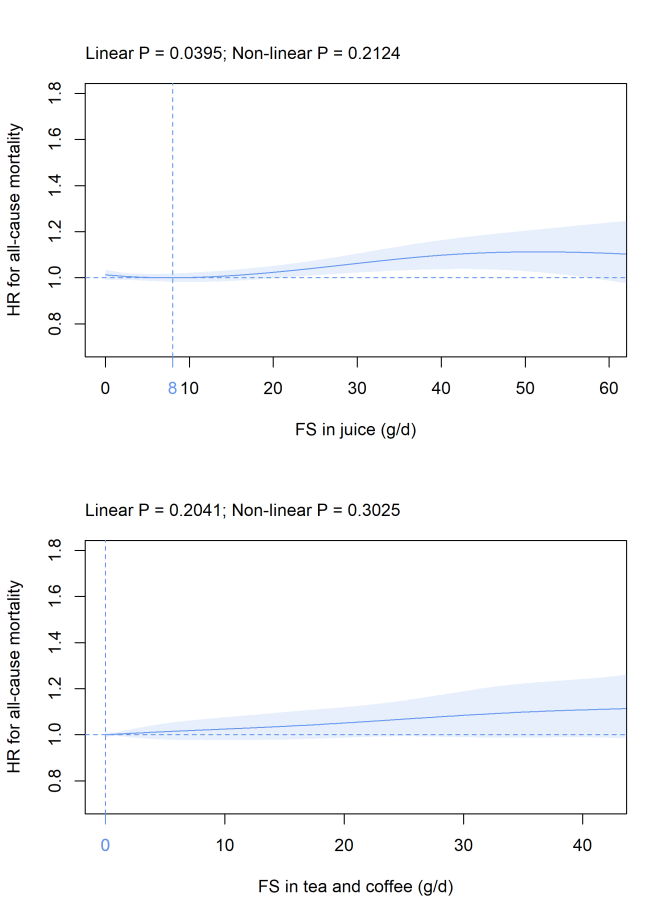 Linear P = 0.0395; Non-linear P = 0.2124
HR for all-cause mortality
1.8
1.6
1.4
1.2
1.0
0.8
0 8 10 20 30 40 50 60
FS in juice (g/d)
Linear P = 0.2041; Non-linear P = 0.3025
HR for all-cause mortality
1.8
1.6
1.4
1.2
1.0
0.8
0 10 20 30 40
FS in tea and coffee (g/d)